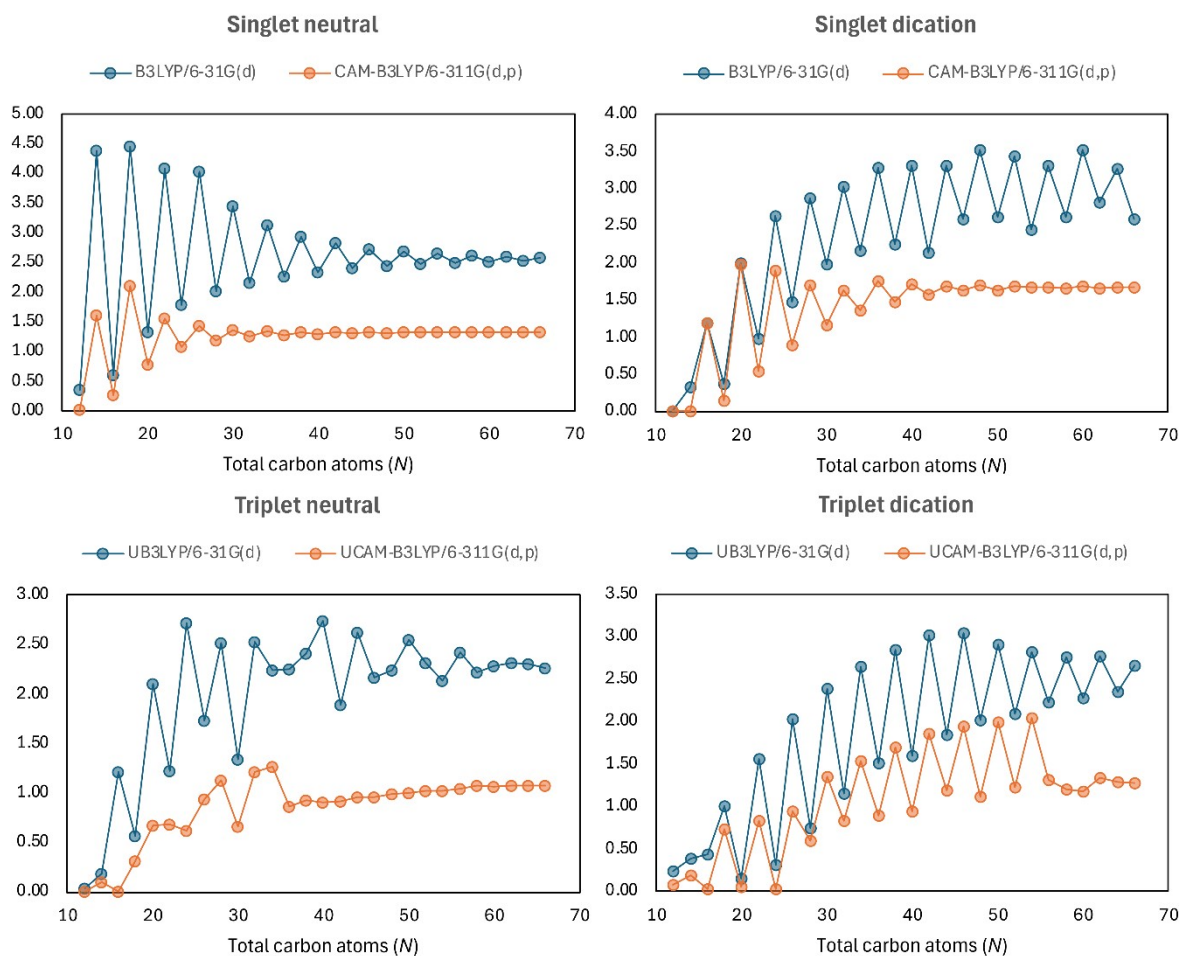 Singlet neutral
B3LYP/6-31G(d) CAM-B3LYP/6-311G(d,p)
5.00
4.50
4.00
3.50
3.00
2.50
2.00
1.50
1.00
0.50
0.00
10 20 30 40 50 60 70
Total carbon atoms (N)
Singlet dication
B3LYP/6-31G(d) CAM-B3LYP/6-311G(d,p)
4.00
3.50
3.00
2.50
2.00
1.50
1.00
0.50
0.00
10 20 30 40 50 60 70
Total carbon atoms (N)
Triplet neutral
UB3LYP/6-31G(d) UCAM-B3LYP/6-311G(d,p)
3.00
2.50
2.00
1.50
1.00
0.50
0.00
10 20 30 40 50 60 70
Total carbon atoms (N)
Triplet dication
UB3LYP/6-31G(d) UCAM-B3LYP/6-311G(d,p)
3.50
3.00
2.50
2.00
1.50
1.00
0.50
0.00
10 20 30 40 50 60 70
Total carbon atoms (N)